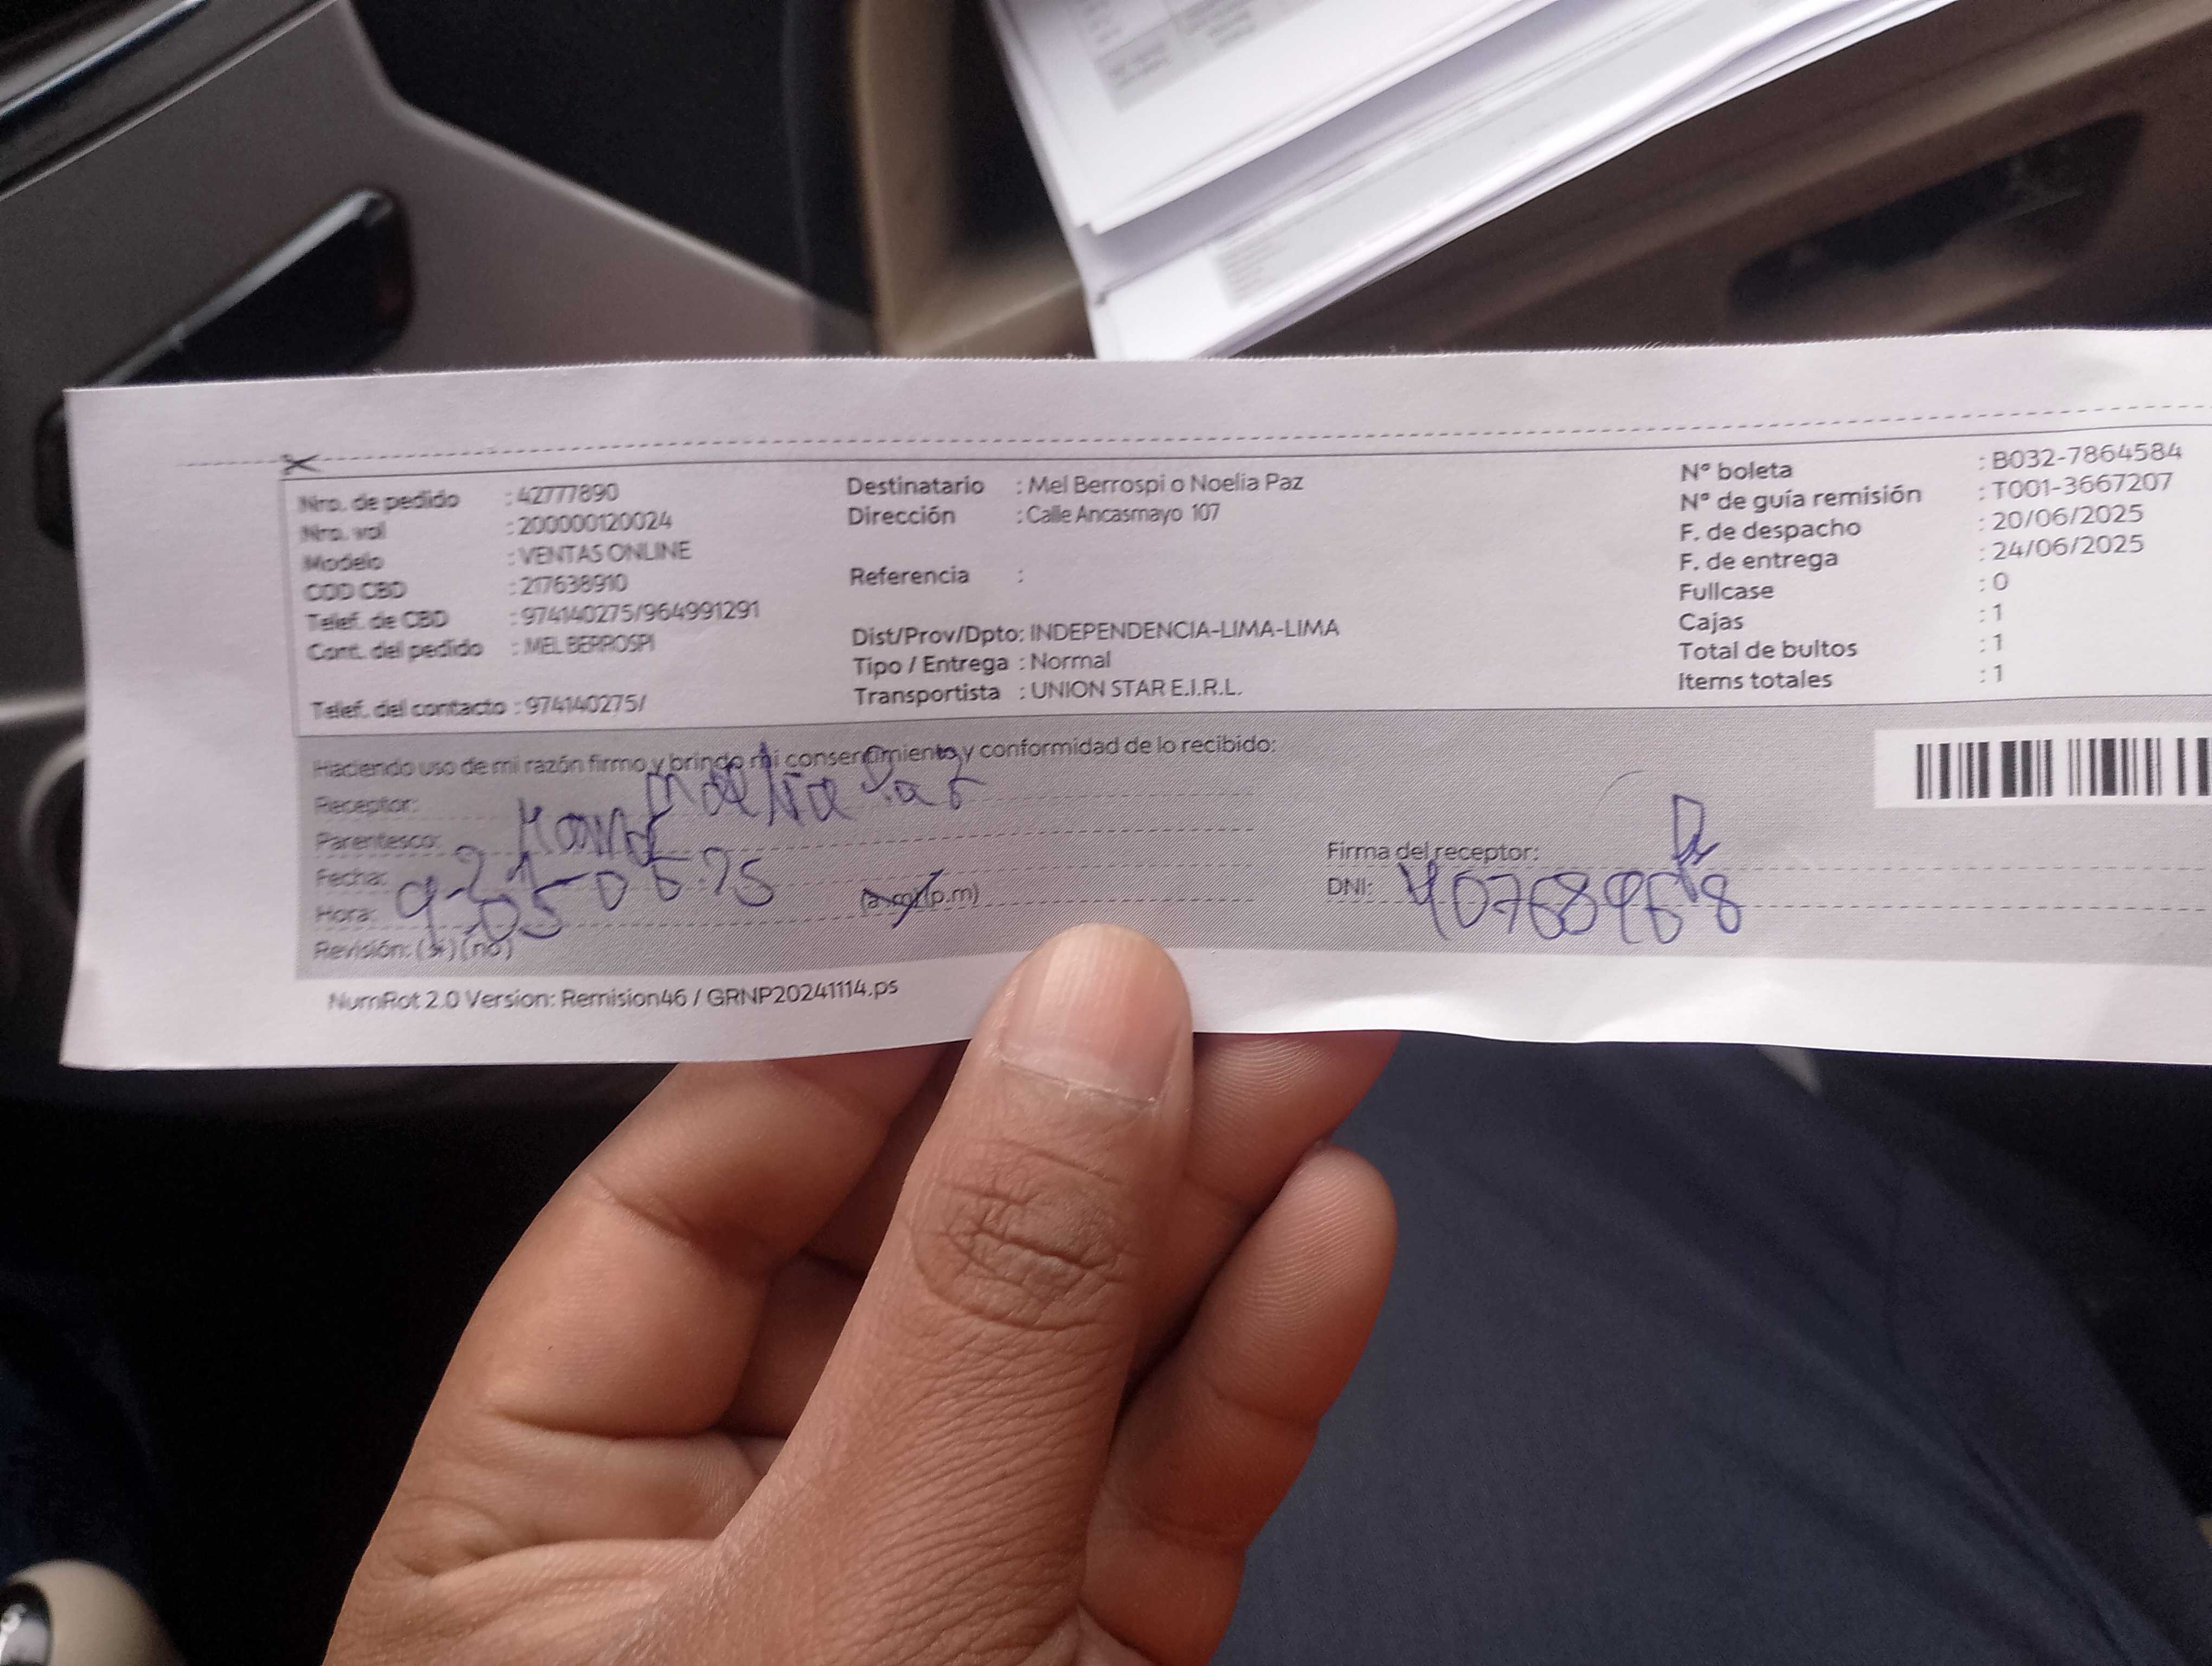 Nro. de pedido : 42777890
Nro. vol : 200000120024
Modelo : VENTAS ONLINE
COD CBD : 217638910
Telef. de CBD : 974140275/964991291
Cont. del pedido : MEL BERROSPI
Telef. del contacto : 974140275/
Destinatario : Mel Berrospi o Noelia Paz
Dirección : Calle Ancasmayo 107
Referencia :
Dist/Prov/Dpto: INDEPENDENCIA-LIMA-LIMA
Tipo / Entrega : Normal
Transportista : UNION STAR E.I.R.L.
N° boleta : B032-7864584
N° de guía remisión : T001-3667207
F. de despacho : 20/06/2025
F. de entrega : 24/06/2025
Fullcase : 0
Cajas : 1
Total de bultos : 1
Items totales : 1
Haciendo uso de mi razón firmo y brindo mi consentimiento y conformidad de lo recibido:
Receptor: Noelia Paz
Parentesco:
Fecha:
Hora: (a.m)(p.m)
Revisión: (si) (no)
Firma del receptor:
DNI: 40768968
NumRot 2.0 Version: Remision46 / GRNP20241114.ps